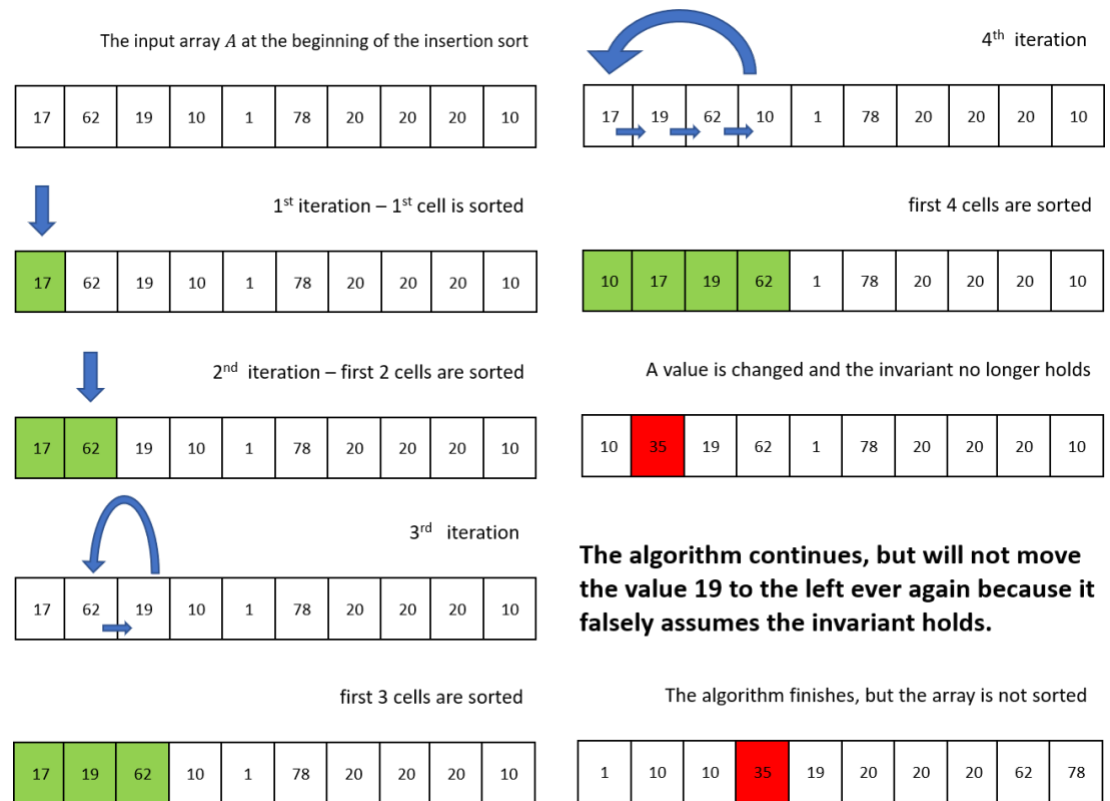 The input array A at the beginning of the insertion sort
17 62 19 10 1 78 20 20 20 10
1st iteration – 1st cell is sorted
17 62 19 10 1 78 20 20 20 10
2nd iteration – first 2 cells are sorted
17 62 19 10 1 78 20 20 20 10
3rd iteration
17 62 19 10 1 78 20 20 20 10
first 3 cells are sorted
17 19 62 10 1 78 20 20 20 10
4th iteration
17 19 62 10 1 78 20 20 20 10
first 4 cells are sorted
10 17 19 62 1 78 20 20 20 10
A value is changed and the invariant no longer holds
10 35 19 62 1 78 20 20 20 10
The algorithm continues, but will not move
the value 19 to the left ever again because it
falsely assumes the invariant holds.
The algorithm finishes, but the array is not sorted
1 10 10 35 19 20 20 20 62 78